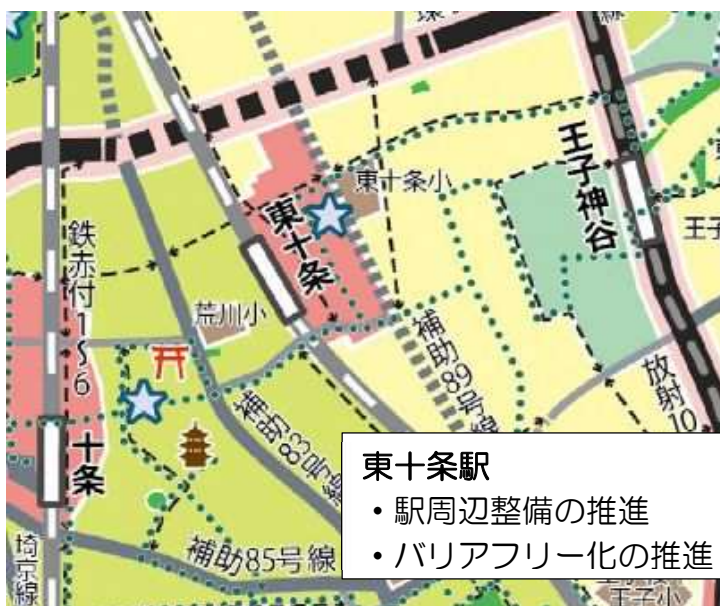 東十条小
王子神谷
東十条
鉄赤付1~6
荒川小
補助89号線
放射10
十条
補助83号線
東十条駅
・駅周辺整備の推進
・バリアフリー化の推進
補助85号線
埼京線
王子小